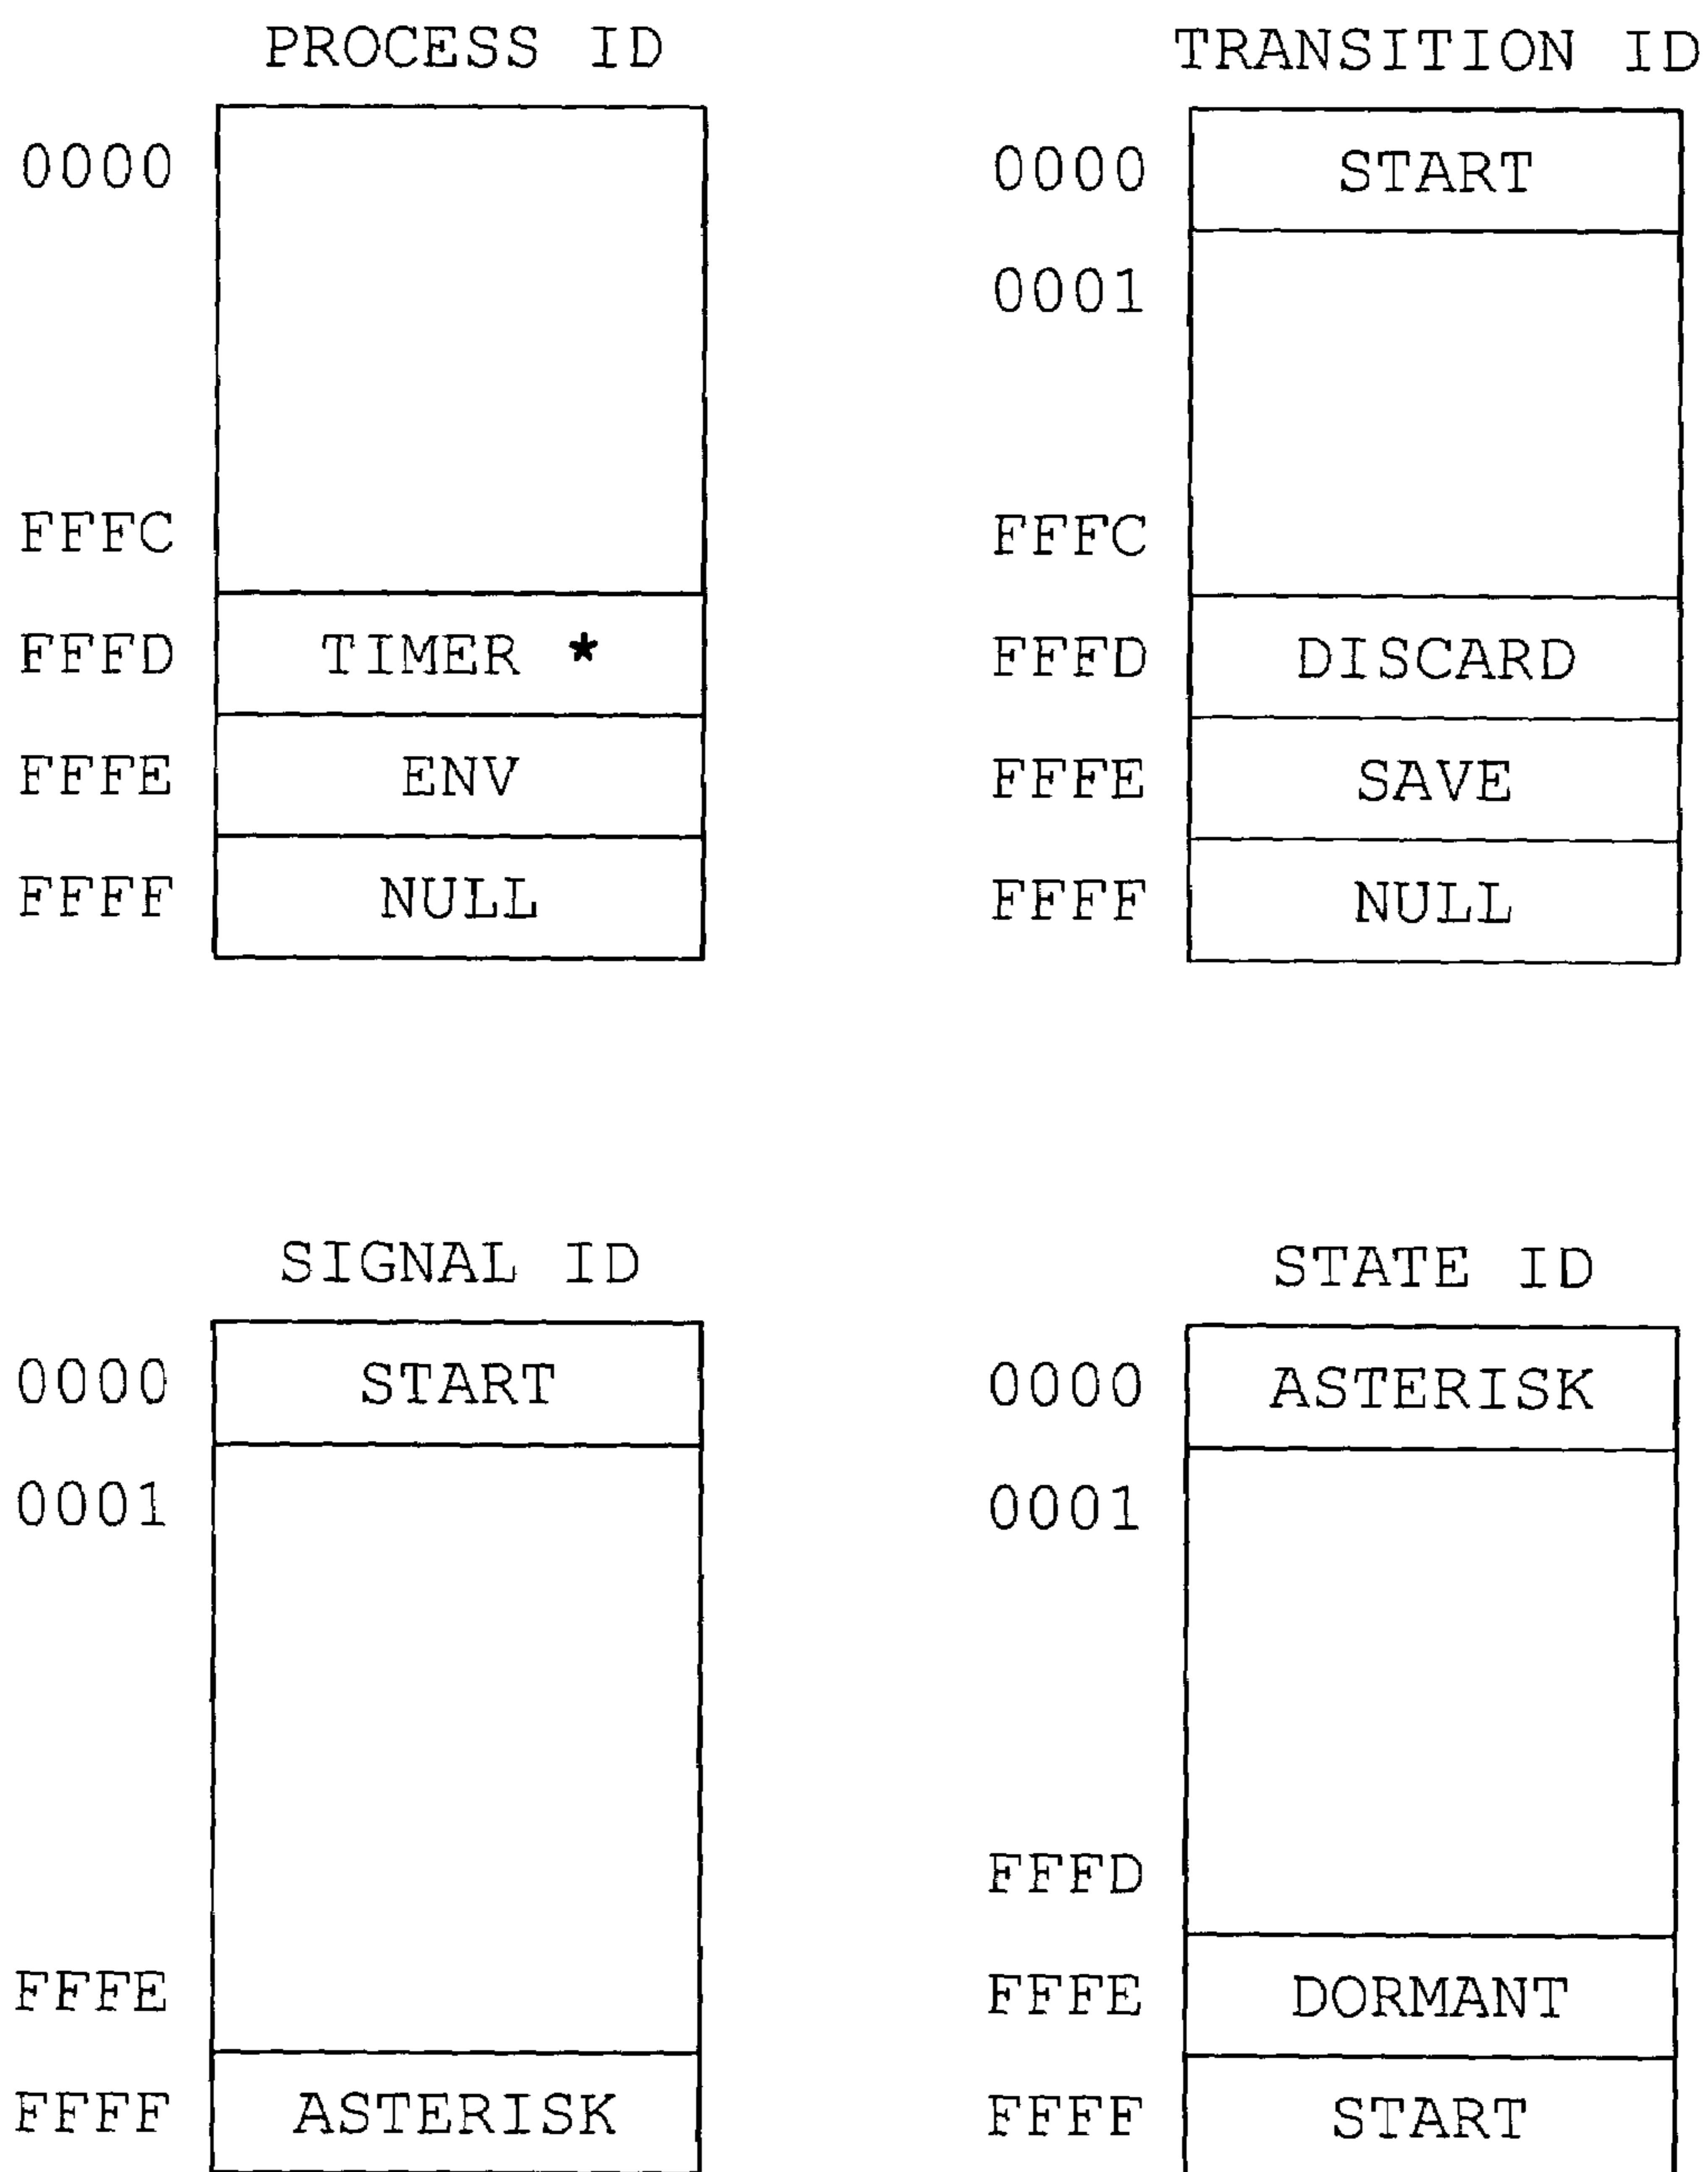 PROCESS ID
0000
FFFC
FFFD TIMER *
FFFE ENV
FFFF NULL
TRANSITION ID
0000 START
0001
FFFC
FFFD DISCARD
FFFE SAVE
FFFF NULL
SIGNAL ID
0000 START
0001
FFFE
FFFF ASTERISK
STATE ID
0000 ASTERISK
0001
FFFD
FFFE DORMANT
FFFF START